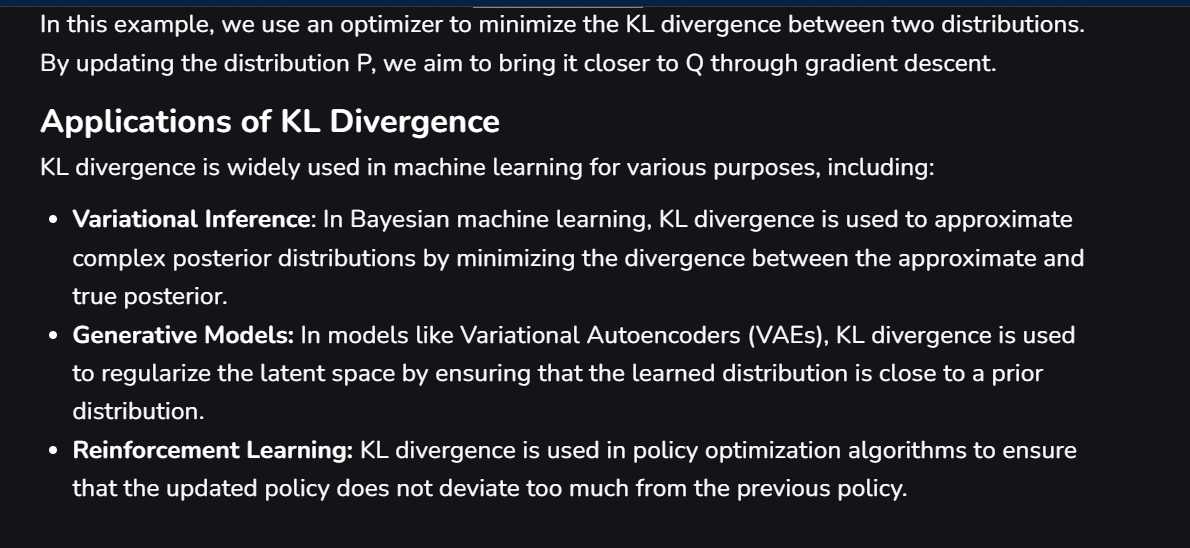 In this example, we use an optimizer to minimize the KL divergence between two distributions.
By updating the distribution P, we aim to bring it closer to Q through gradient descent.
Applications of KL Divergence
KL divergence is widely used in machine learning for various purposes, including:
• Variational Inference: In Bayesian machine learning, KL divergence is used to approximate
complex posterior distributions by minimizing the divergence between the approximate and
true posterior.
• Generative Models: In models like Variational Autoencoders (VAEs), KL divergence is used
to regularize the latent space by ensuring that the learned distribution is close to a prior
distribution.
• Reinforcement Learning: KL divergence is used in policy optimization algorithms to ensure
that the updated policy does not deviate too much from the previous policy.